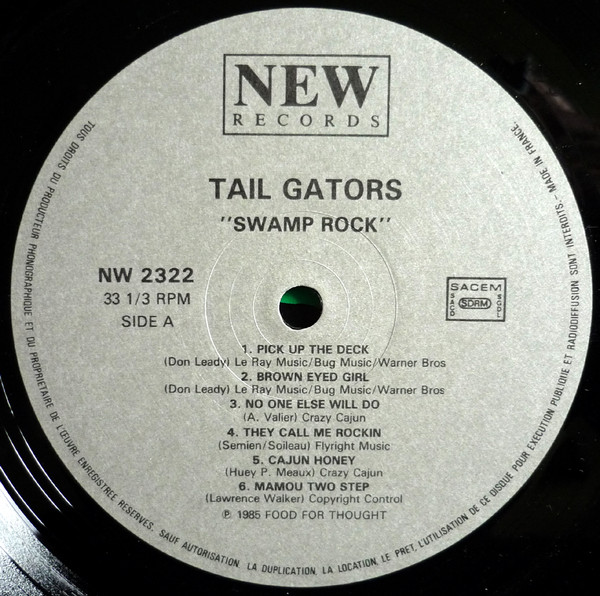 NEW
RECORDS
TAIL GATORS
"SWAMP ROCK"
NW 2322
33 1/3 RPM
SIDE A
SACEM
SACD
SDRM
SGDL
1. PICK UP THE DECK
(Don Leady) Le Ray Music/Bug Music/Warner Bros
2. BROWN EYED GIRL
(Don Leady) Le Ray Music/Bug Music/Warner Bros
3. NO ONE ELSE WILL DO
(A. Valier) Crazy Cajun
4. THEY CALL ME ROCKIN
(Semien/Soileau) Flyright Music
5. CAJUN HONEY
(Huey P. Meaux) Crazy Cajun
6. MAMOU TWO STEP
(Lawrence Walker) Copyright Control
℗ 1985 FOOD FOR THOUGHT
TOUS DROITS DU PRODUCTEUR PHONOGRAPHIQUE ET DU PROPRIETAIRE DE L'ŒUVRE ENREGISTREE RESERVES. SAUF AUTORISATION, LA DUPLICATION, LA LOCATION, LE PRET, L'UTILISATION DE CE DISQUE POUR EXECUTION PUBLIQUE ET RADIODIFFUSION SONT INTERDITS. - MADE IN FRANCE.